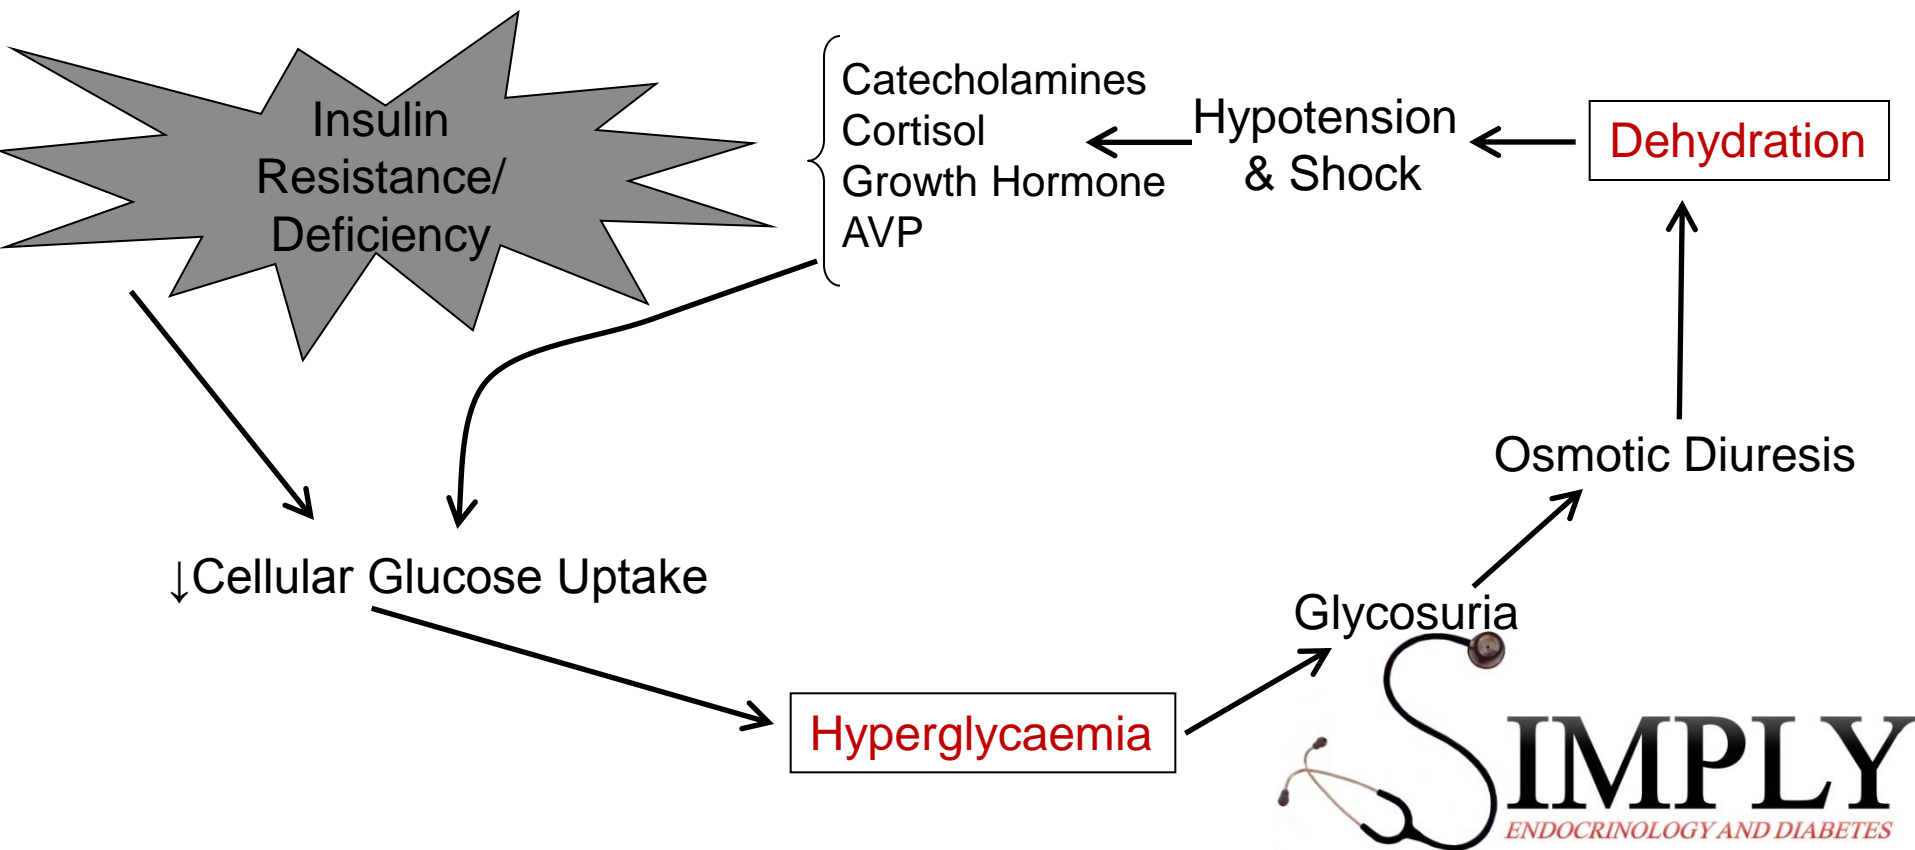 Insulin
Resistance/
Deficiency
Catecholamines
Cortisol
Growth Hormone
AVP
Hypotension
& Shock
Dehydration
Osmotic Diuresis
↓Cellular Glucose Uptake
Glycosuria
Hyperglycaemia
SIMPLY
ENDOCRINOLOGY AND DIABETES